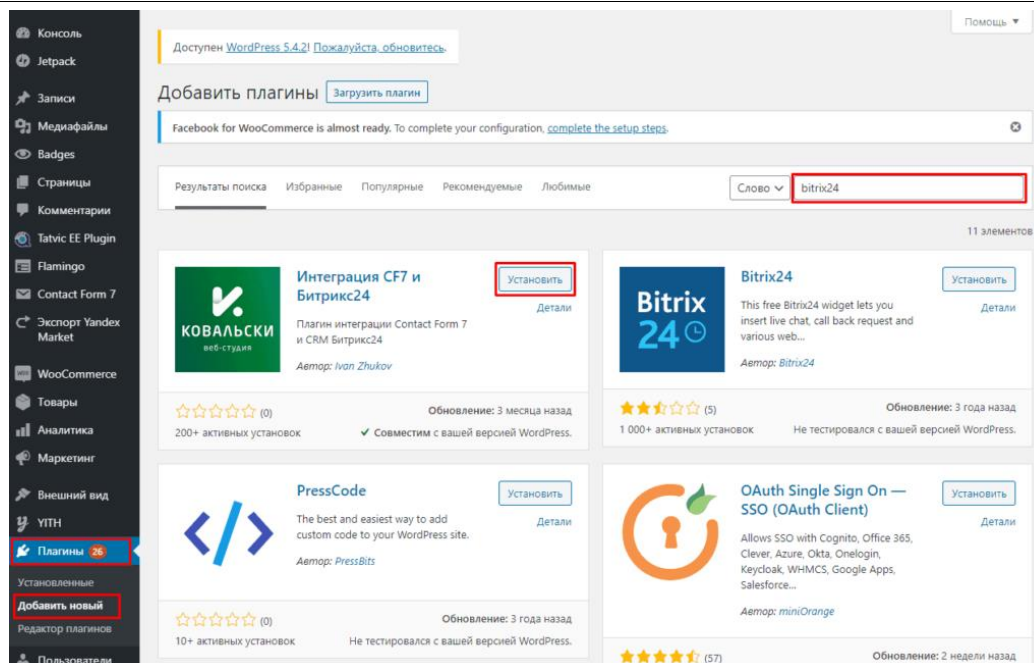 Помощь ▼
Консоль
Jetpack
Записи
Медиафайлы
Badges
Страницы
Комментарии
Tatvic EE Plugin
Flamingo
Contact Form 7
Экспорт Yandex
Market
WooCommerce
Товары
Аналитика
Маркетинг
Внешний вид
YITH
Плагины 26
Установленные
Добавить новый
Редактор плагинов
Пользователи
Доступен WordPress 5.4.2! Пожалуйста, обновитесь.
Добавить плагины Загрузить плагин
Facebook for WooCommerce is almost ready. To complete your configuration, complete the setup steps.
Результаты поиска Избранные Популярные Рекомендуемые Любимые Слово bitrix24
11 элементов
КОВАЛЬСКИ
веб-студия
Интеграция CF7 и
Битрикс24
Установить
Детали
Плагин интеграции Contact Form 7
и CRM Битрикс24
Автор: Ivan Zhukov
(0)
Обновление: 3 месяца назад
200+ активных установок
✔ Совместим с вашей версией WordPress.
Bitrix
24
Bitrix24
Установить
Детали
This free Bitrix24 widget lets you
insert live chat, call back request and
various web...
Автор: Bitrix24
(5)
Обновление: 3 года назад
1 000+ активных установок
Не тестировался с вашей версией WordPress.
</>
PressCode
Установить
Детали
The best and easiest way to add
custom code to your WordPress site.
Автор: PressBits
(0)
Обновление: 3 года назад
10+ активных установок
Не тестировался с вашей версией WordPress.
OAuth Single Sign On —
SSO (OAuth Client)
Установить
Детали
Allows SSO with Cognito, Office 365,
Clever, Azure, Okta, Onelogin,
Keycloak, WHMCS, Google Apps,
Salesforce...
Автор: miniOrange
(57)
Обновление: 2 недели назад